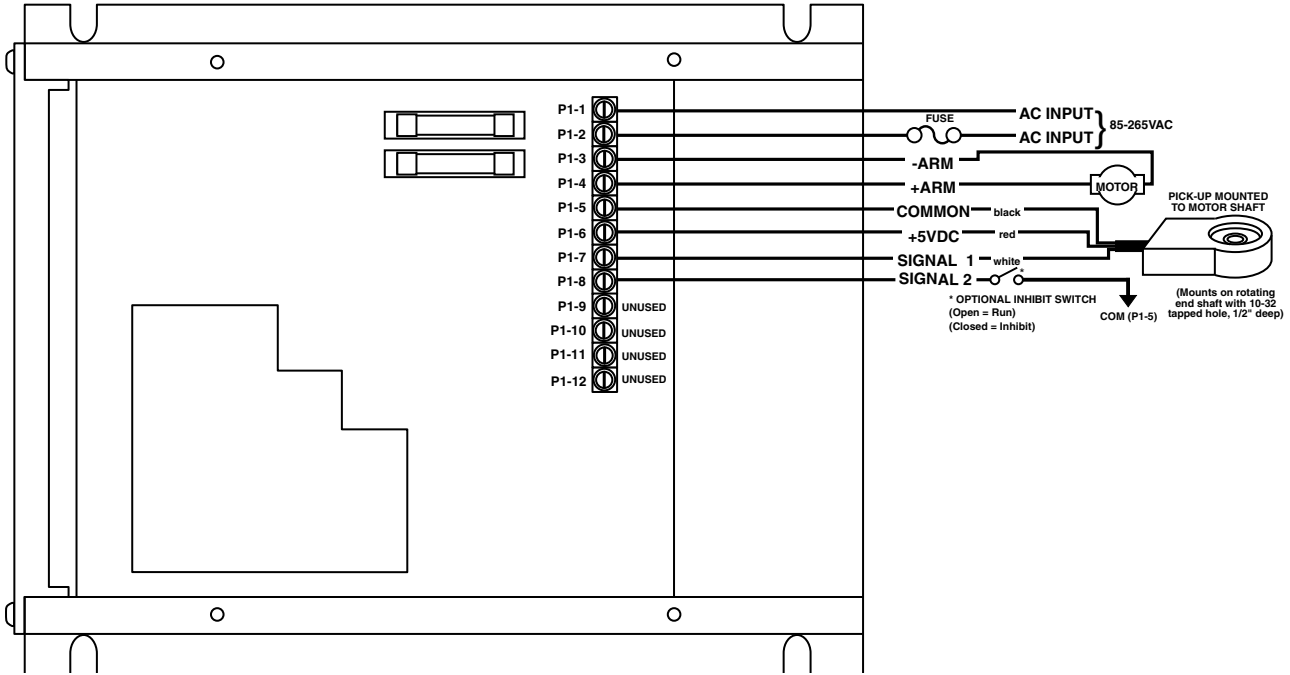 P1-1
P1-2
P1-3
P1-4
P1-5
P1-6
P1-7
P1-8
P1-9 UNUSED
P1-10 UNUSED
P1-11 UNUSED
P1-12 UNUSED
AC INPUT
FUSE
AC INPUT
85-265VAC
-ARM
+ARM
MOTOR
COMMON black
+5VDC red
SIGNAL 1 white
SIGNAL 2 *
* OPTIONAL INHIBIT SWITCH
(Open = Run)
(Closed = Inhibit)
COM (P1-5)
PICK-UP MOUNTED
TO MOTOR SHAFT
(Mounts on rotating
end shaft with 10-32
tapped hole, 1/2" deep)